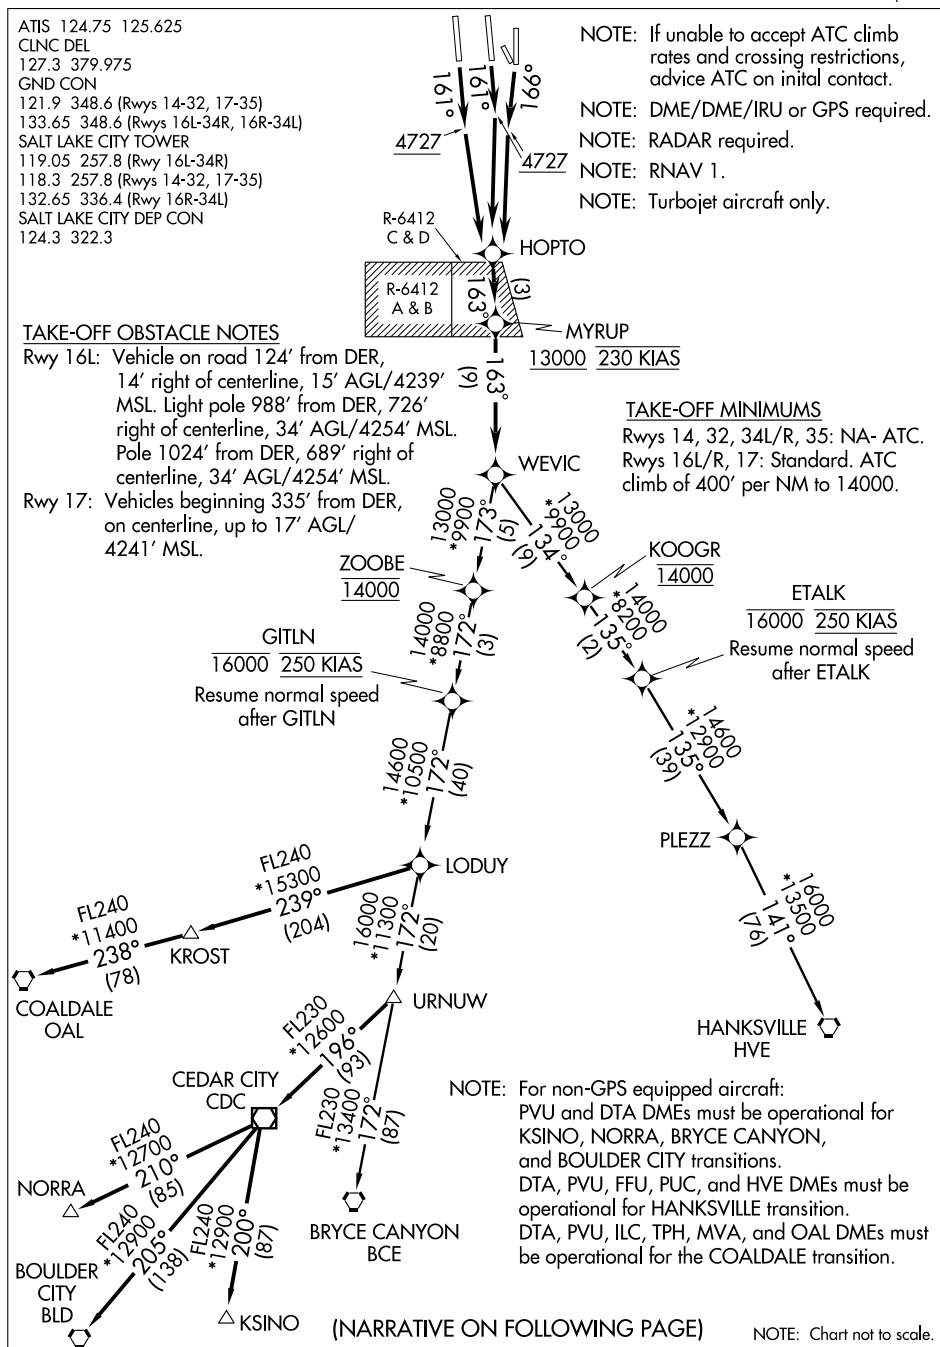 ATIS 124.75 125.625
CLNC DEL
127.3 379.975
GND CON
121.9 348.6 (Rwys 14-32, 17-35)
133.65 348.6 (Rwys 16L-34R, 16R-34L)
SALT LAKE CITY TOWER
119.05 257.8 (Rwy 16L-34R)
118.3 257.8 (Rwys 14-32, 17-35)
132.65 336.4 (Rwy 16R-34L)
SALT LAKE CITY DEP CON
124.3 322.3
NOTE: If unable to accept ATC climb
rates and crossing restrictions,
advice ATC on inital contact.
NOTE: DME/DME/IRU or GPS required.
NOTE: RADAR required.
NOTE: RNAV 1.
NOTE: Turbojet aircraft only.
161°
161°
169°
4727
4727
HOPTO
R-6412
C & D
R-6412
A & B
163°
(3)
MYRUP
13000 230 KIAS
163°
(9)
TAKE-OFF OBSTACLE NOTES
Rwy 16L: Vehicle on road 124' from DER,
14' right of centerline, 15' AGL/4239'
MSL. Light pole 988' from DER, 726'
right of centerline, 34' AGL/4254' MSL.
Pole 1024' from DER, 689' right of
centerline, 34' AGL/4254' MSL.
Rwy 17: Vehicles beginning 335' from DER,
on centerline, up to 17' AGL/
4241' MSL.
TAKE-OFF MINIMUMS
Rwys 14, 32, 34L/R, 35: NA- ATC.
Rwys 16L/R, 17: Standard. ATC
climb of 400' per NM to 14000.
WEVIC
13000
*9900
173°
(5)
13000
*9900
134°
(9)
ZOOBE
14000
KOOGR
14000
14000
*8800
172°
(3)
14000
*8200
135°
(2)
GITLN
16000 250 KIAS
Resume normal speed
after GITLN
ETALK
16000 250 KIAS
Resume normal speed
after ETALK
14600
*10500
172°
(40)
14600
*12900
135°
(39)
PLEZZ
LODUY
FL240
*15300
239°
(204)
KROST
FL240
*11400
238°
(78)
COALDALE
OAL
16000
*11300
172°
(20)
16000
*13500
141°
(76)
URNUW
HANKSVILLE
HVE
FL230
*12600
196°
(93)
FL230
*13400
172°
(87)
CEDAR CITY
CDC
FL240
*12700
210°
(85)
NORRA
FL240
*12900
205°
(138)
BOULDER
CITY
BLD
FL240
*12900
200°
(87)
KSINO
BRYCE CANYON
BCE
NOTE: For non-GPS equipped aircraft:
PVU and DTA DMEs must be operational for
KSINO, NORRA, BRYCE CANYON,
and BOULDER CITY transitions.
DTA, PVU, FFU, PUC, and HVE DMEs must be
operational for HANKSVILLE transition.
DTA, PVU, ILC, TPH, MVA, and OAL DMEs must
be operational for the COALDALE transition.
(NARRATIVE ON FOLLOWING PAGE)
NOTE: Chart not to scale.